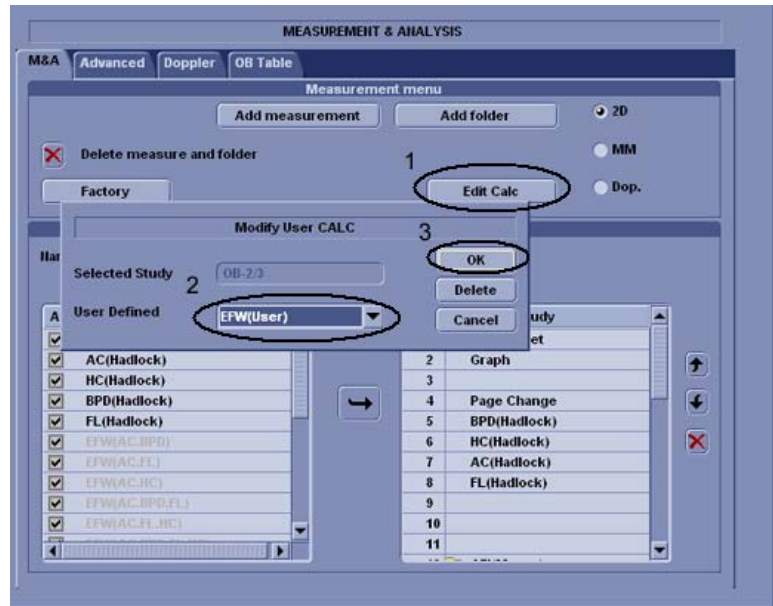 MEASUREMENT & ANALYSIS
M&A Advanced Doppler OB Table
Measurement menu
Add measurement Add folder 2D
Delete measure and folder 1 MM
Factory Edit Calc Dop.
Modify User CALC 3
OK
Selected Study 2 OB-2/3
Delete
User Defined EFW(User)
Cancel
AC(Hadlock) 2 Graph
HC(Hadlock) 3
BPD(Hadlock) 4 Page Change
FL(Hadlock) 5 BPD(Hadlock)
EFW(AC.BPD) 6 HC(Hadlock)
EFW(AC.FL) 7 AC(Hadlock)
EFW(AC.HC) 8 FL(Hadlock)
EFW(AC.BPD.FL) 9
EFW(AC.FL.HC) 10
11